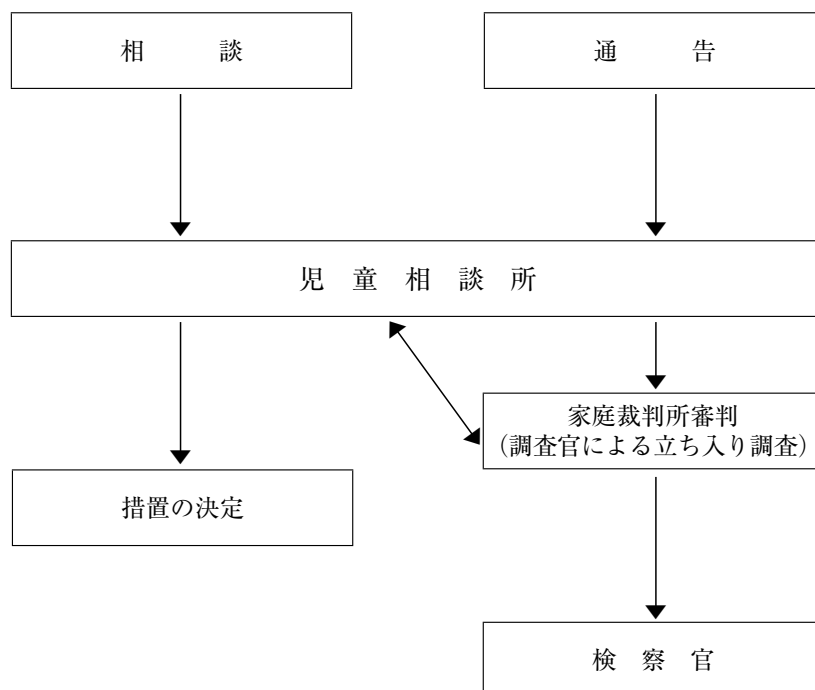 相談
通告
児童相談所
家庭裁判所審判
（調査官による立ち入り調査）
措置の決定
検察官